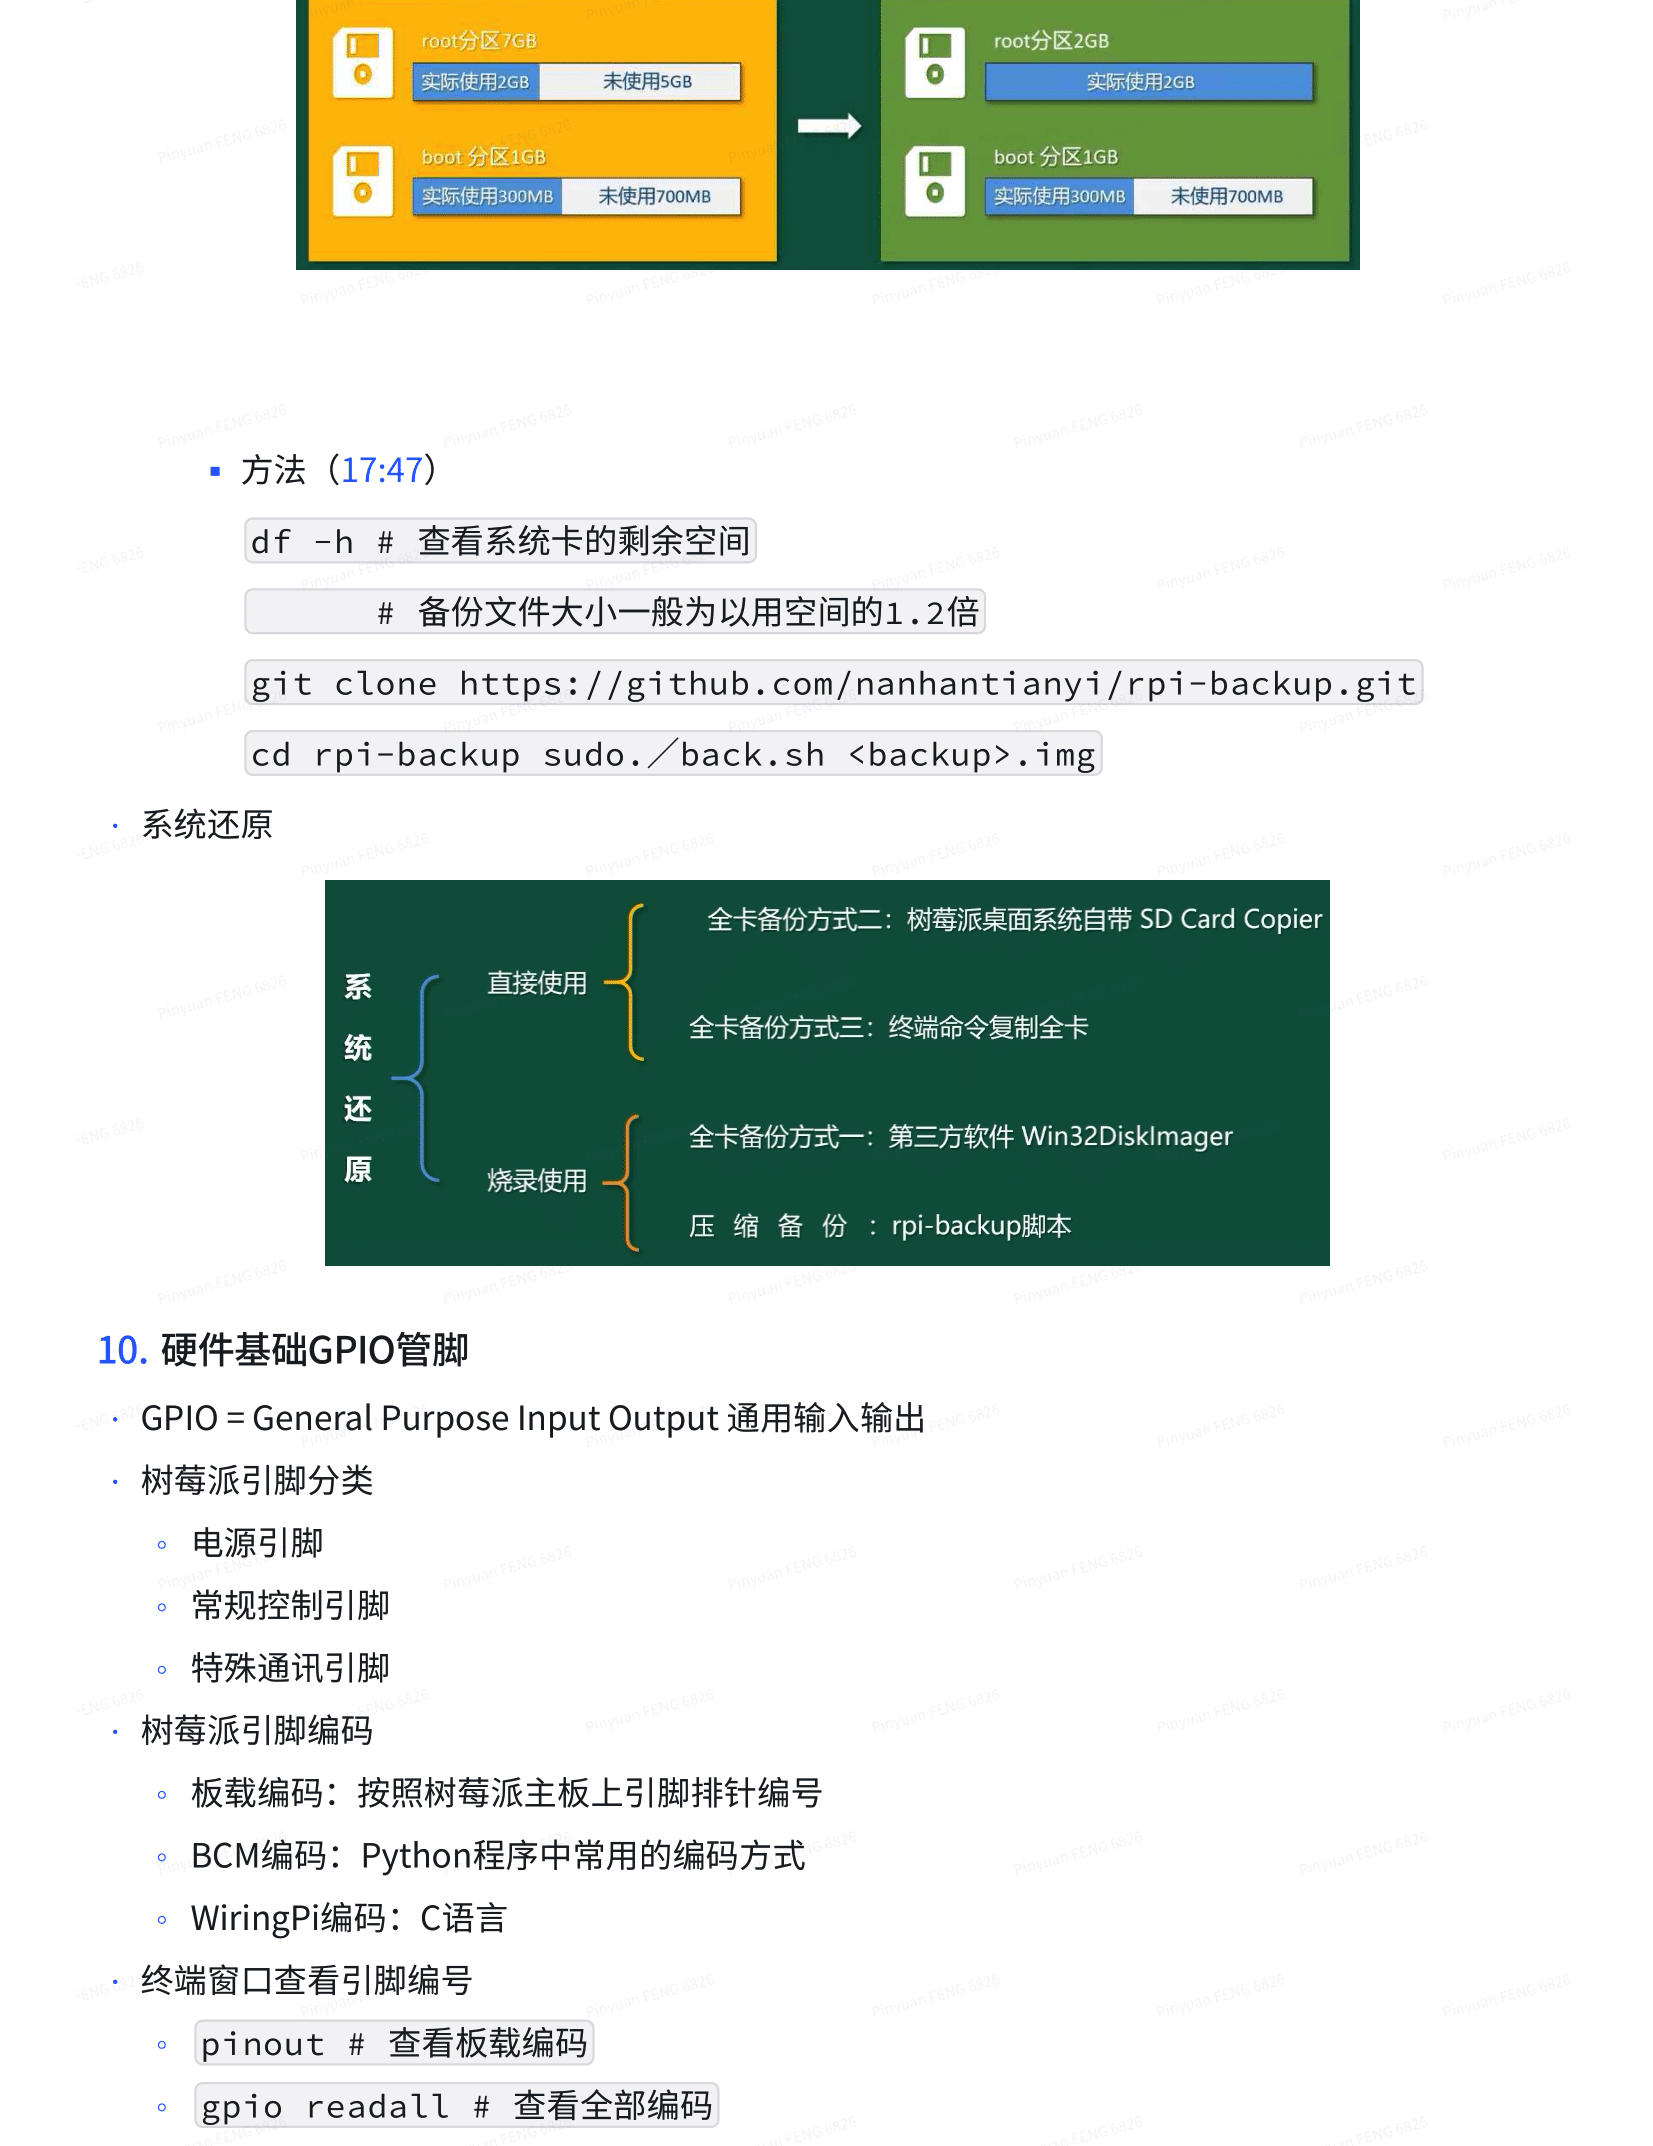 root分区7GB
实际使用2GB 未使用5GB
boot 分区1GB
实际使用300MB 未使用700MB
root分区2GB
实际使用2GB
boot 分区1GB
实际使用300MB 未使用700MB
▪ 方法（17:47）
df -h # 查看系统卡的剩余空间
# 备份文件大小一般为以用空间的1.2倍
git clone https://github.com/nanhantianyi/rpi-backup.git
cd rpi-backup sudo.／back.sh <backup>.img
· 系统还原
系统还原
直接使用
全卡备份方式二：树莓派桌面系统自带 SD Card Copier
全卡备份方式三：终端命令复制全卡
烧录使用
全卡备份方式一：第三方软件 Win32DiskImager
压缩备份：rpi-backup脚本
10. 硬件基础GPIO管脚
· GPIO = General Purpose Input Output 通用输入输出
· 树莓派引脚分类
◦ 电源引脚
◦ 常规控制引脚
◦ 特殊通讯引脚
· 树莓派引脚编码
◦ 板载编码：按照树莓派主板上引脚排针编号
◦ BCM编码：Python程序中常用的编码方式
◦ WiringPi编码：C语言
· 终端窗口查看引脚编号
◦ pinout # 查看板载编码
◦ gpio readall # 查看全部编码
Pinyuan FENG 6826